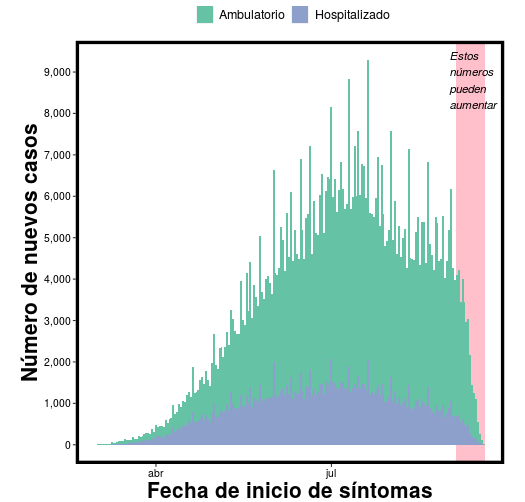 Ambulatorio Hospitalizado
Estos
números
pueden
aumentar
9,000
8,000
7,000
6,000
5,000
4,000
3,000
2,000
1,000
0
Número de nuevos casos
abr jul
Fecha de inicio de síntomas